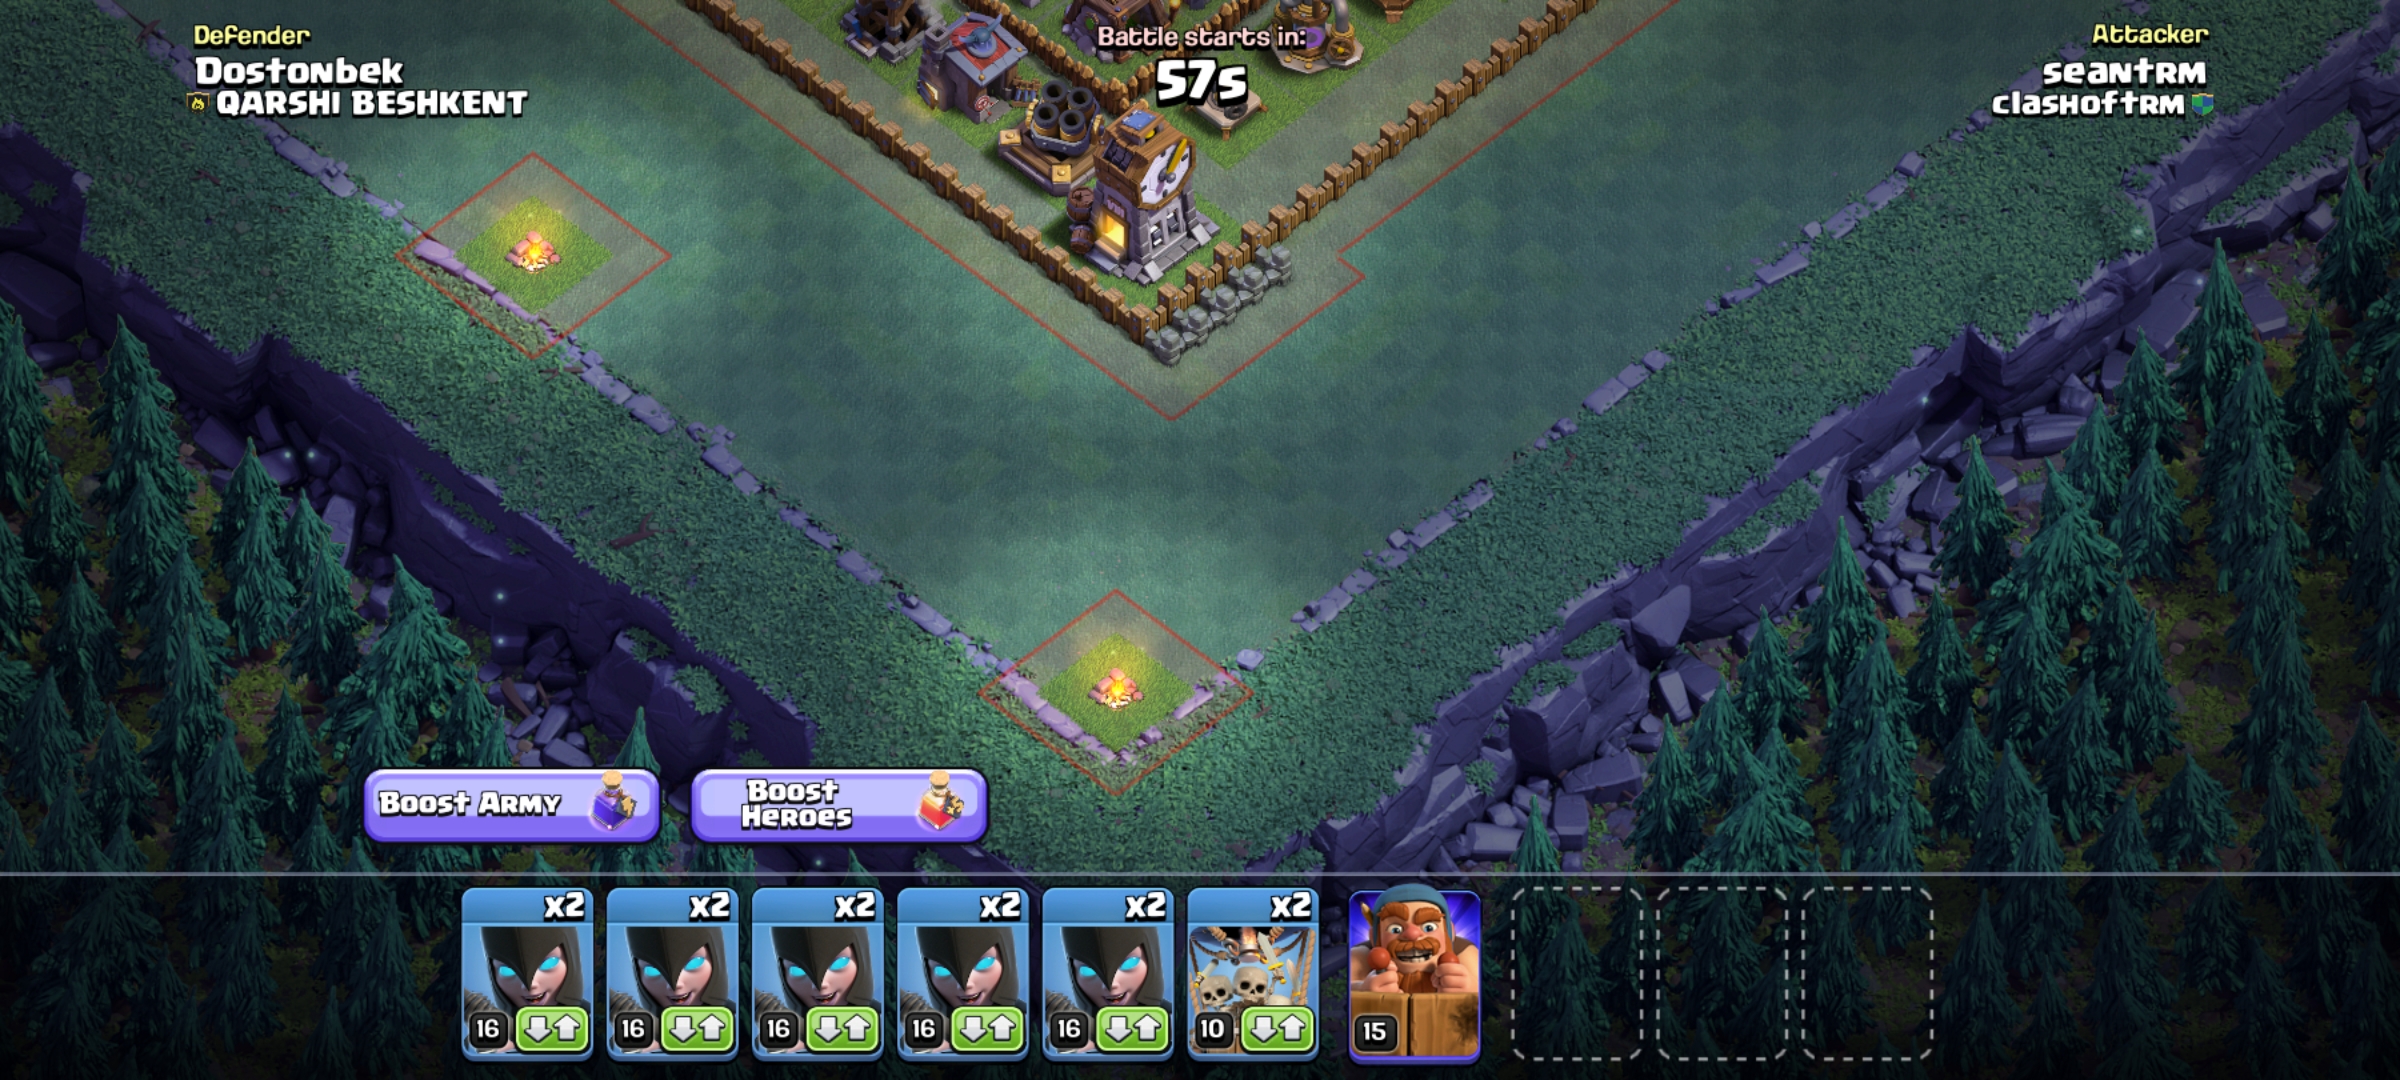 Defender
Dostonbek
QARSHI BESHKENT
Battle starts in:
57s
Attacker
seantRM
clashoftRM
VIII
Boost Army
Boost
Heroes
x2
x2
x2
x2
x2
x2
16
16
16
16
16
10
15